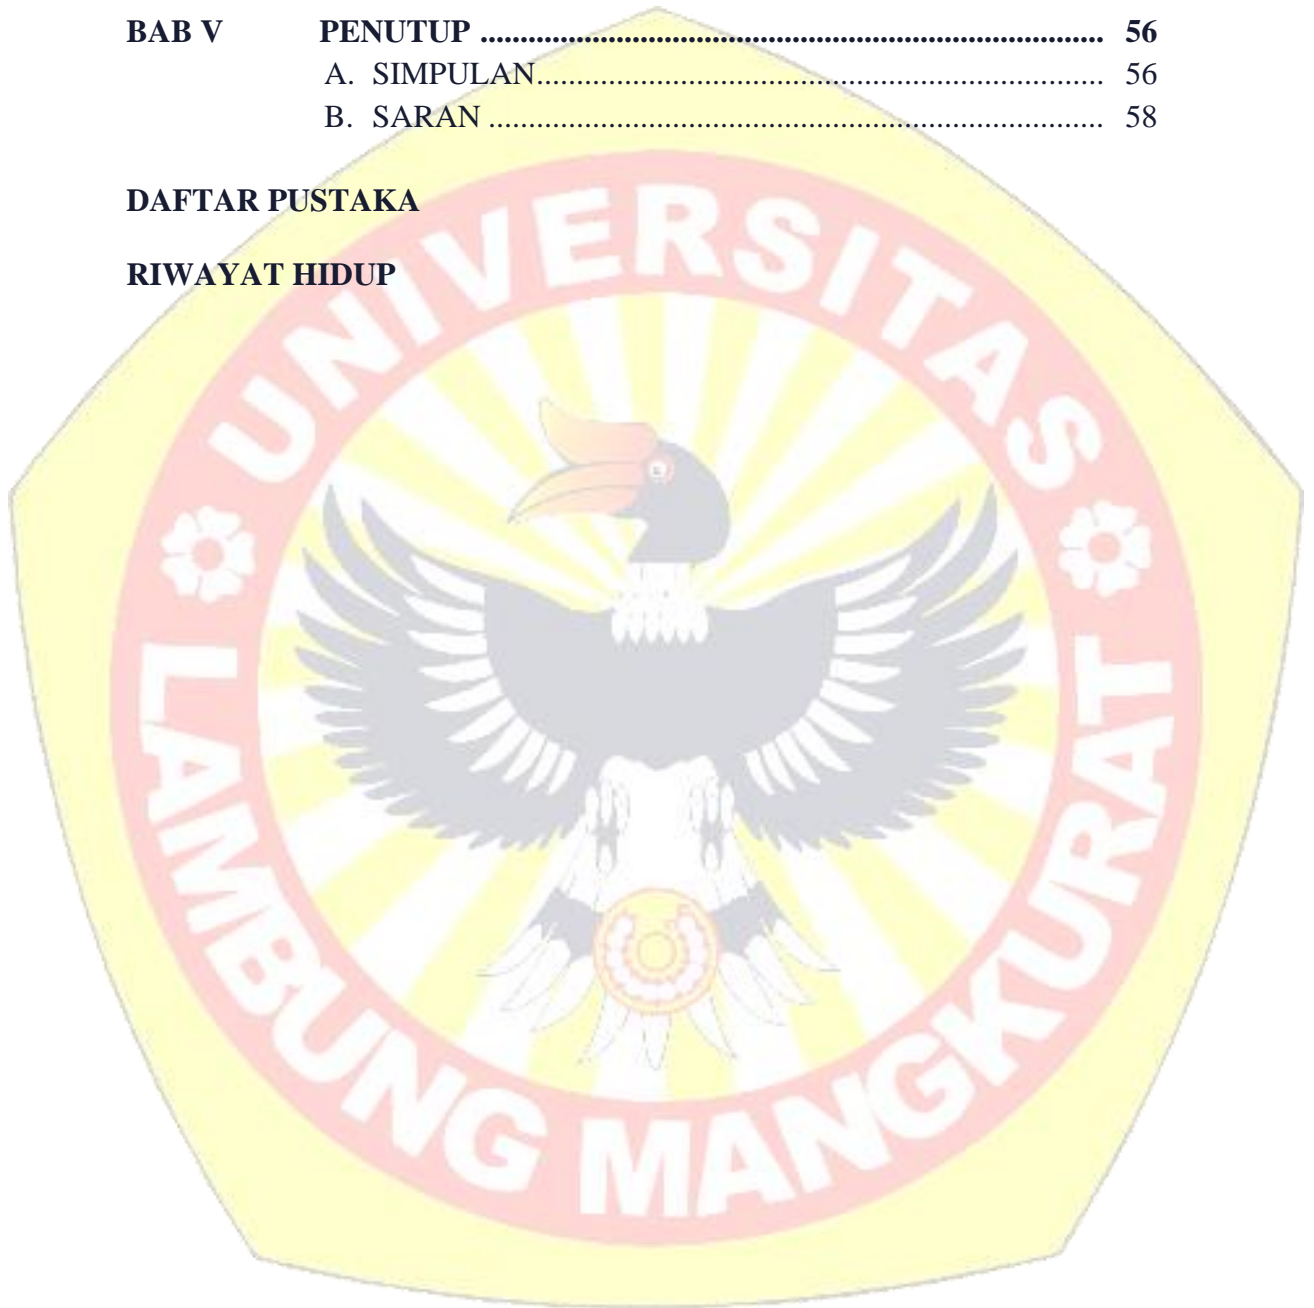 BAB V PENUTUP ................................................................................ 56
A. SIMPULAN......................................................................... 56
B. SARAN ............................................................................... 58
DAFTAR PUSTAKA
RIWAYAT HIDUP
UNIVERSITAS
LAMBUNG MANGKURAT